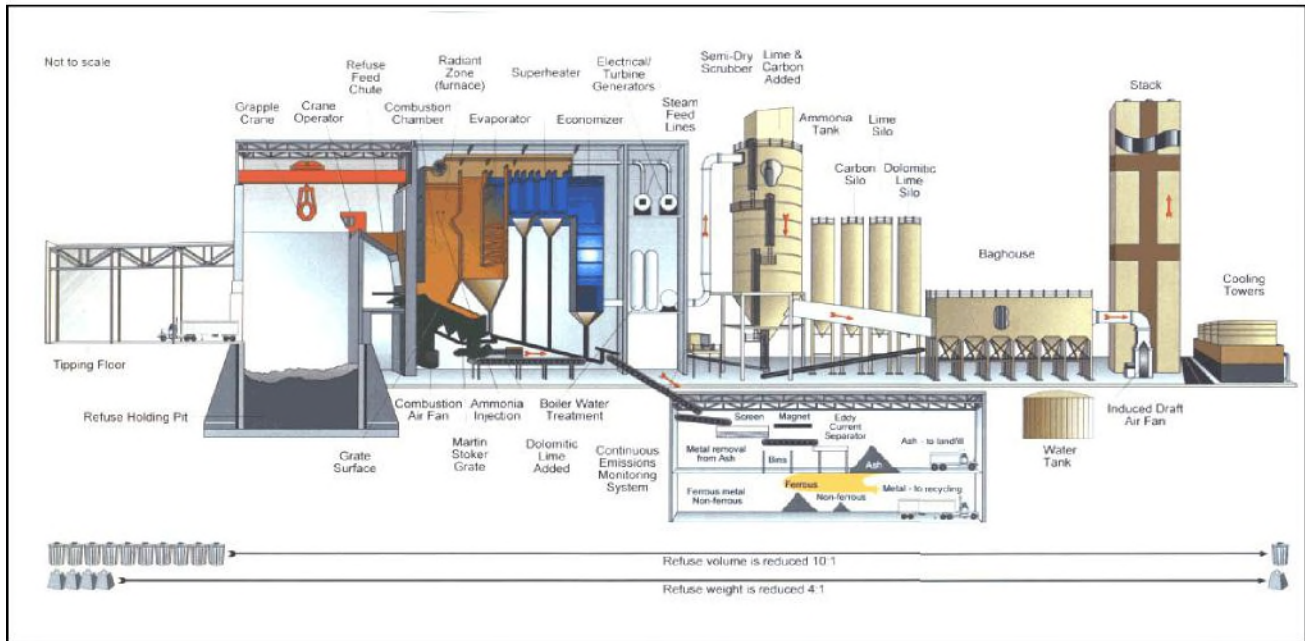 Not to scale
Grapple
Crane
Crane
Operator
Refuse
Feed
Chute
Combustion
Chamber
Radiant
Zone
(furnace)
Evaporator
Superheater
Economizer
Electrical/
Turbine
Generators
Steam
Feed
Lines
Semi-Dry
Scrubber
Lime &
Carbon
Added
Ammonia
Tank
Carbon
Silo
Lime
Silo
Dolomitic
Lime
Silo
Baghouse
Stack
Cooling
Towers
Tipping Floor
Refuse Holding Pit
Grate
Surface
Combustion
Air Fan
Martin
Stoker
Grate
Ammonia
Injection
Dolomitic
Lime
Added
Boiler Water
Treatment
Continuous
Emissions
Monitoring
System
Screen
Magnet
Eddy
Current
Separator
Metal removal
from Ash
Bins
Ash
Ash - to landfill
Ferrous metal
Non-ferrous
Ferrous
Non-ferrous
Metal - to recycling
Water
Tank
Induced Draft
Air Fan
Refuse volume is reduced 10:1
Refuse weight is reduced 4:1